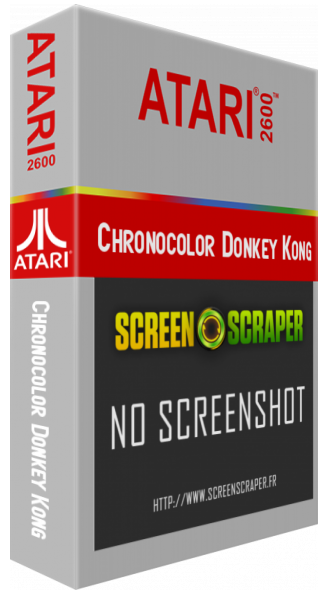 ATARI
2600
ATARI®
Chronocolor Donkey Kong
ATARI® 2600™
Chronocolor Donkey Kong
SCREEN SCRAPER
NO SCREENSHOT
HTTP://WWW.SCREENSCRAPER.FR